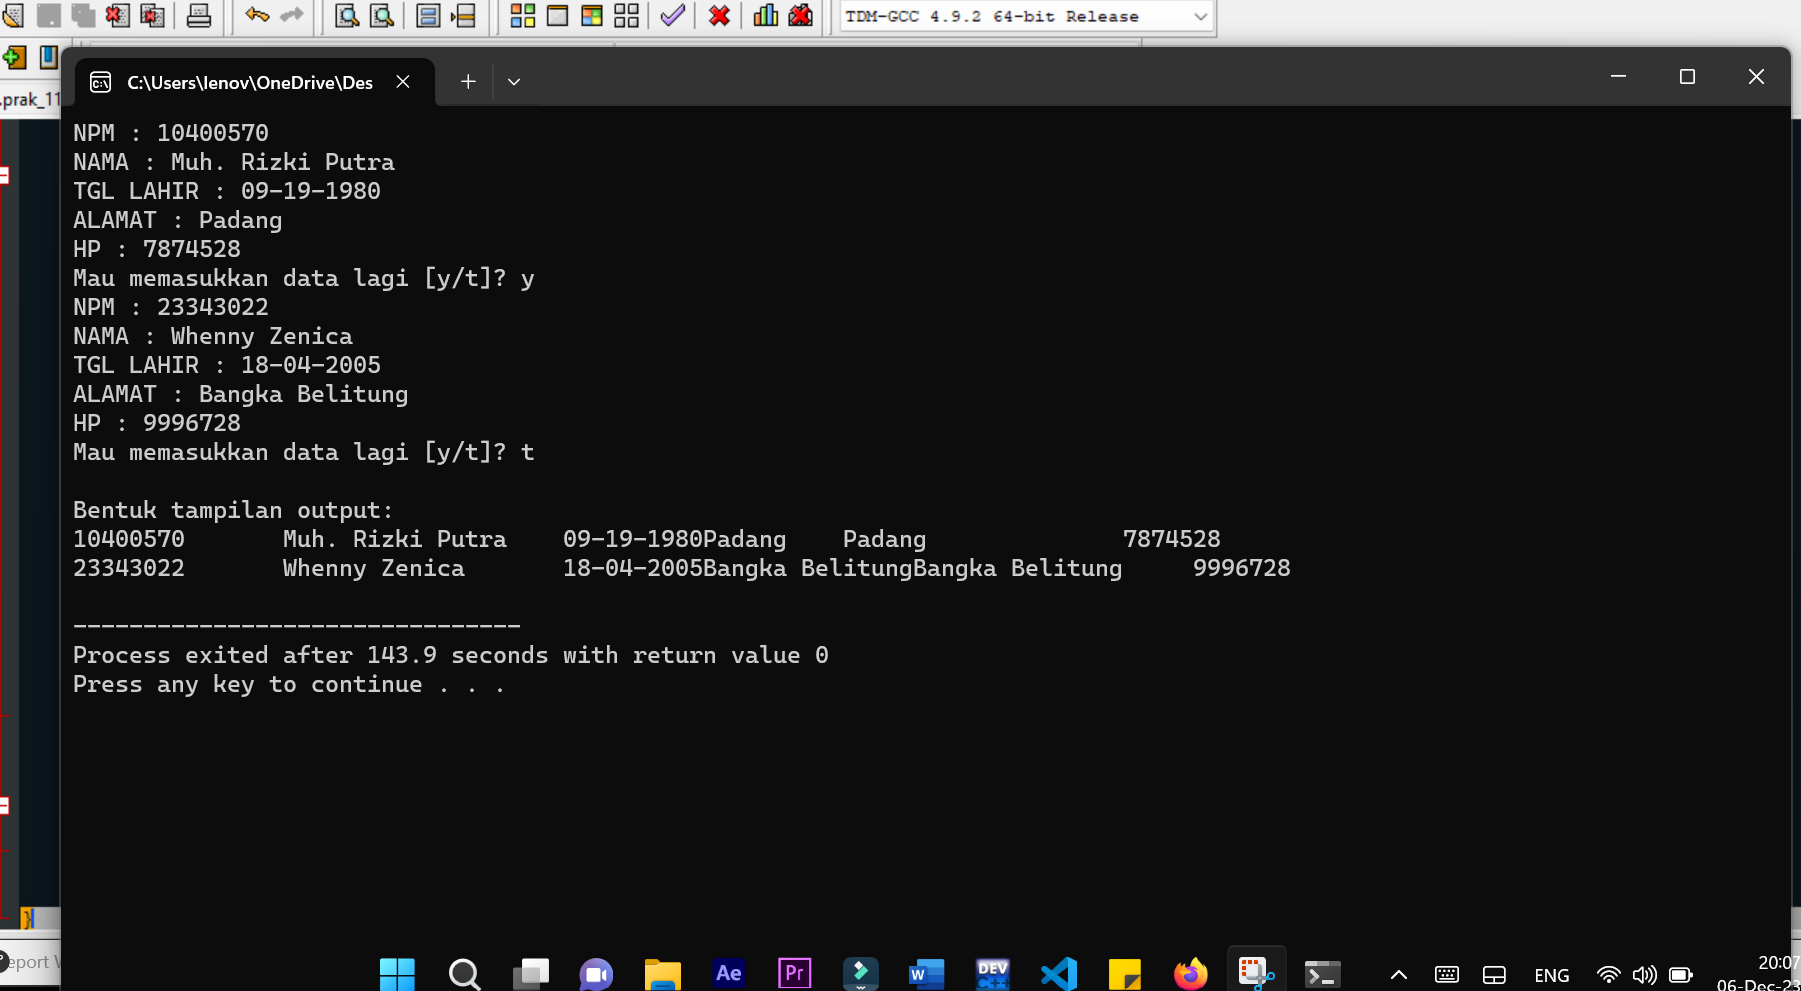 TDM-GCC 4.9.2 64-bit Release
C:\Users\lenov\OneDrive\Des
prak_11
NPM : 10400570
NAMA : Muh. Rizki Putra
TGL LAHIR : 09-19-1980
ALAMAT : Padang
HP : 7874528
Mau memasukkan data lagi [y/t]? y
NPM : 23343022
NAMA : Whenny Zenica
TGL LAHIR : 18-04-2005
ALAMAT : Bangka Belitung
HP : 9996728
Mau memasukkan data lagi [y/t]? t
Bentuk tampilan output:
10400570       Muh. Rizki Putra    09-19-1980Padang    Padang              7874528
23343022       Whenny Zenica       18-04-2005Bangka BelitungBangka Belitung     9996728
--------------------------------
Process exited after 143.9 seconds with return value 0
Press any key to continue . . .
}
eport W
Ae Pr W DEV C++ ENG 20:07
06-Dec-23